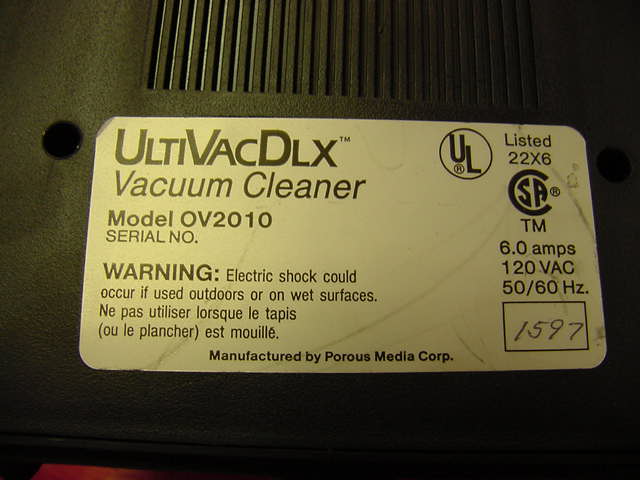 ULTIVACDLX™
Vacuum Cleaner
Model OV2010
SERIAL NO.
UL
®
Listed
22X6
SA®
TM
6.0 amps
120 VAC
50/60 Hz.
WARNING: Electric shock could
occur if used outdoors or on wet surfaces.
Ne pas utiliser lorsque le tapis
(ou le plancher) est mouillé.
1597
Manufactured by Porous Media Corp.